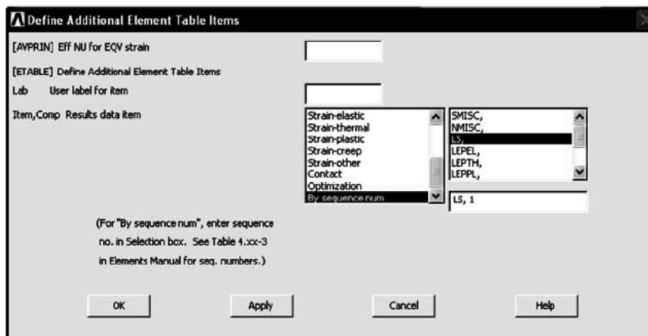 Define Additional Element Table Items
[AVPRIN] Eff NU for EQV strain
[ETABLE] Define Additional Element Table Items
Lab User label for item
Item,Comp Results data item
Strain-elastic
Strain-thermal
Strain-plastic
Strain-creep
Strain-other
Contact
Optimization
By sequence num
SMISC,
NMISC,
LS,
LEPEL,
LEPTH,
LEPPL,
LS, 1
(For "By sequence num", enter sequence
no. in Selection box. See Table 4.xx-3
in Elements Manual for seq. numbers.)
OK Apply Cancel Help